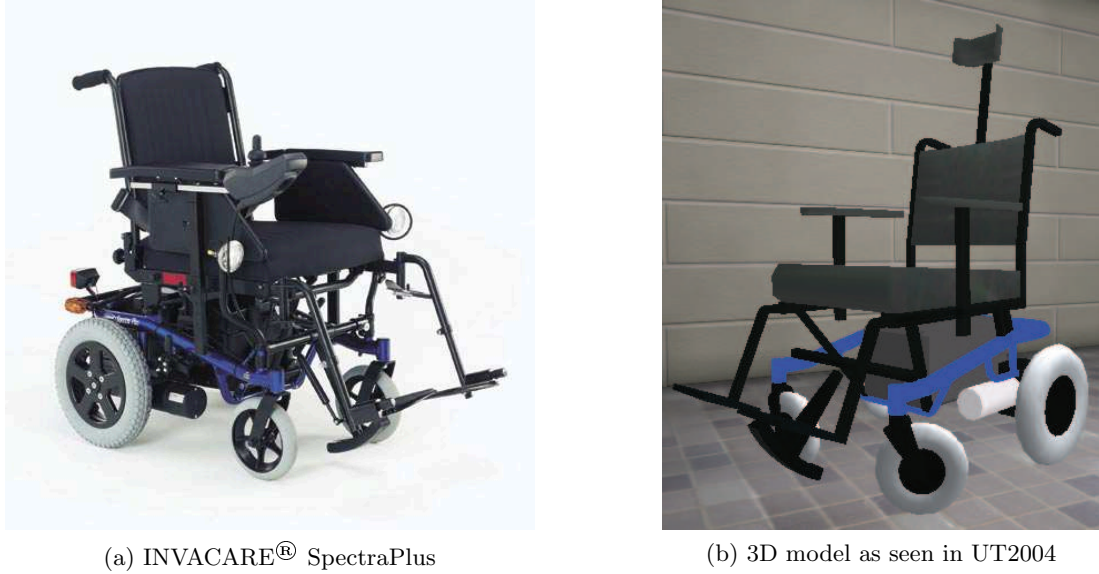 (a) INVACARE® SpectraPlus
(b) 3D model as seen in UT2004